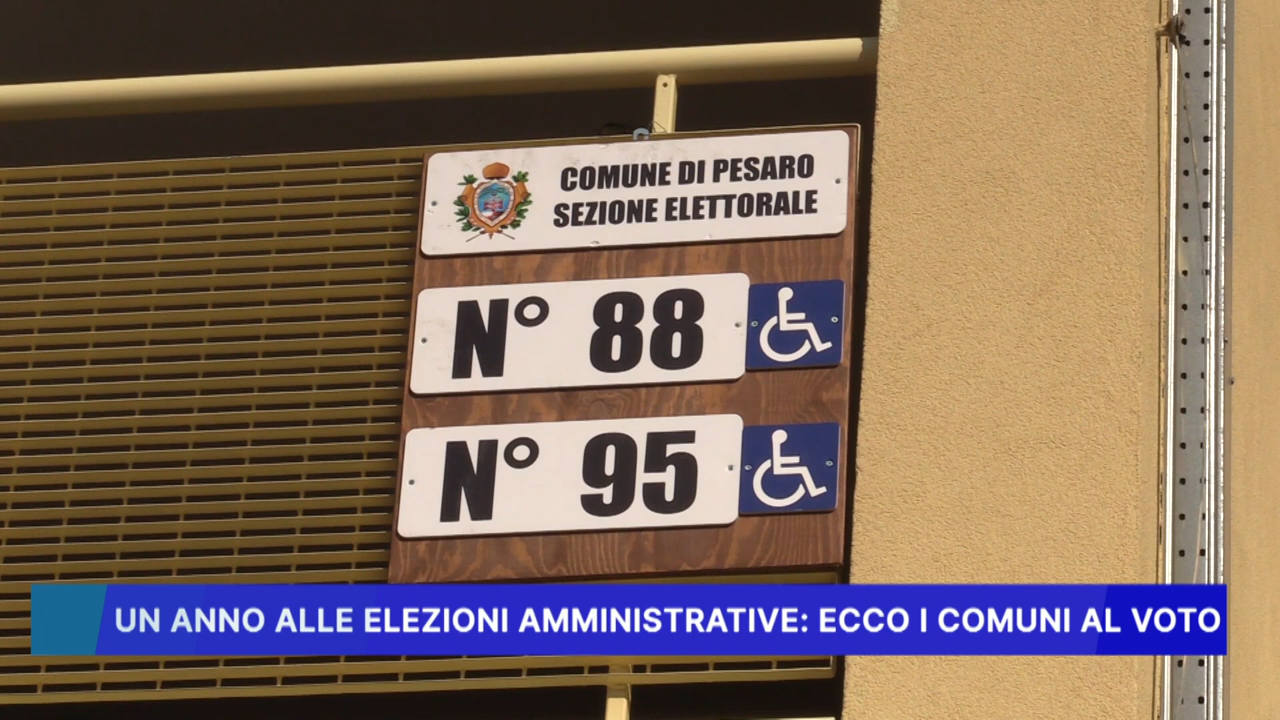 COMUNE DI PESARO
SEZIONE ELETTORALE
N° 88
N° 95
UN ANNO ALLE ELEZIONI AMMINISTRATIVE: ECCO I COMUNI AL VOTO